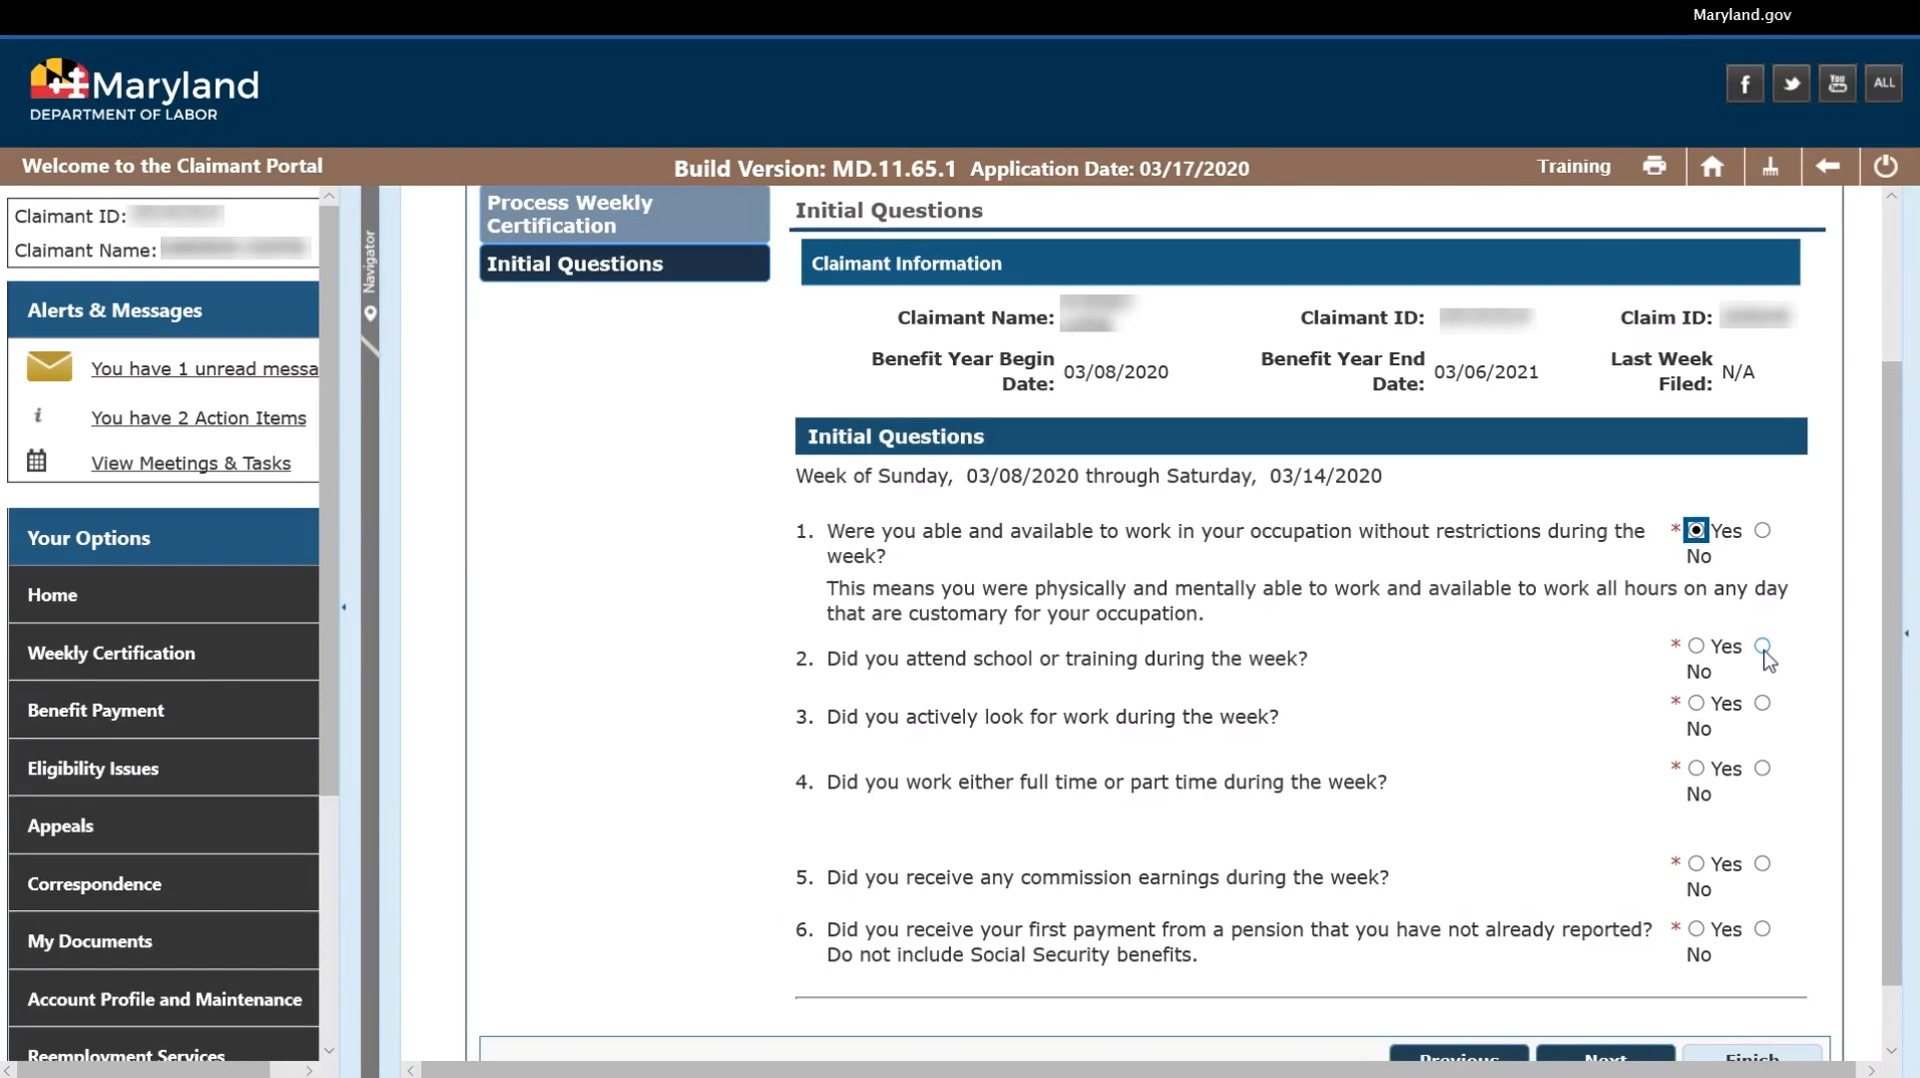 Maryland.gov
Maryland
DEPARTMENT OF LABOR
f
You
ALL
Welcome to the Claimant Portal
Build Version: MD.11.65.1 Application Date: 03/17/2020
Training
Claimant ID:
Claimant Name:
Alerts & Messages
You have 1 unread messa
i
You have 2 Action Items
View Meetings & Tasks
Your Options
Home
Weekly Certification
Benefit Payment
Eligibility Issues
Appeals
Correspondence
My Documents
Account Profile and Maintenance
Reemployment Services
Navigator
Process Weekly
Certification
Initial Questions
Initial Questions
Claimant Information
Claimant Name:
Claimant ID:
Claim ID:
Benefit Year Begin
Date: 03/08/2020
Benefit Year End
Date: 03/06/2021
Last Week
Filed: N/A
Initial Questions
Week of Sunday, 03/08/2020 through Saturday, 03/14/2020
1. Were you able and available to work in your occupation without restrictions during the
week?
* Yes
No
This means you were physically and mentally able to work and available to work all hours on any day
that are customary for your occupation.
2. Did you attend school or training during the week?
* Yes
No
3. Did you actively look for work during the week?
* Yes
No
4. Did you work either full time or part time during the week?
* Yes
No
5. Did you receive any commission earnings during the week?
* Yes
No
6. Did you receive your first payment from a pension that you have not already reported?
Do not include Social Security benefits.
* Yes
No
Previous
Next
Finish